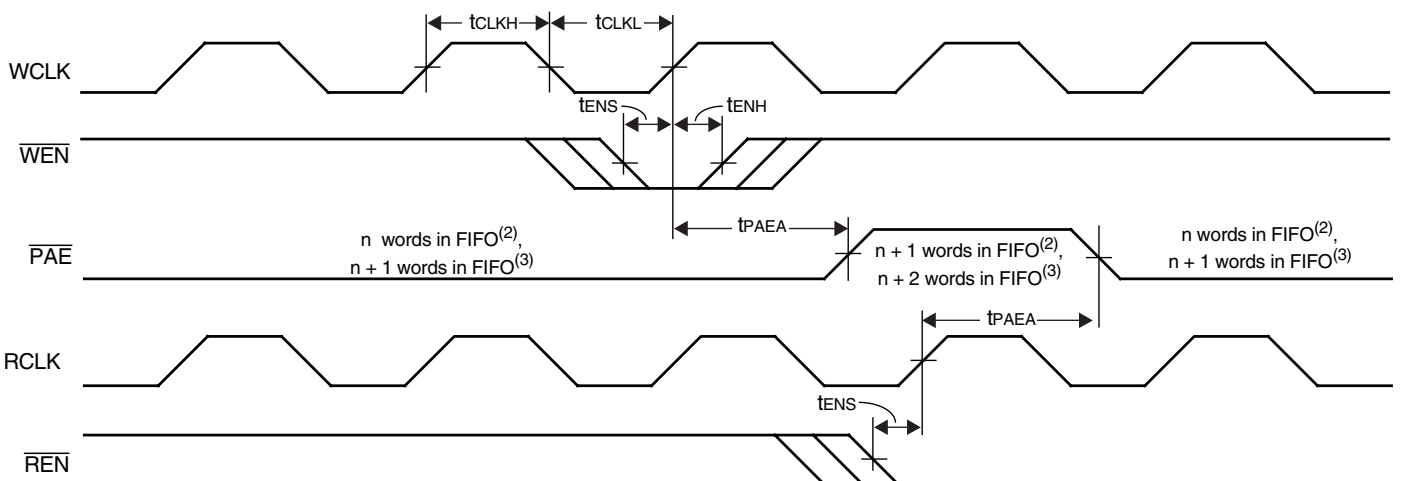 tCLKH tCLKL
WCLK
tENS tENH
WEN
tPAEA
PAE
n words in FIFO(2),
n + 1 words in FIFO(3)
n + 1 words in FIFO(2),
n + 2 words in FIFO(3)
n words in FIFO(2),
n + 1 words in FIFO(3)
tPAEA
RCLK
tENS
REN